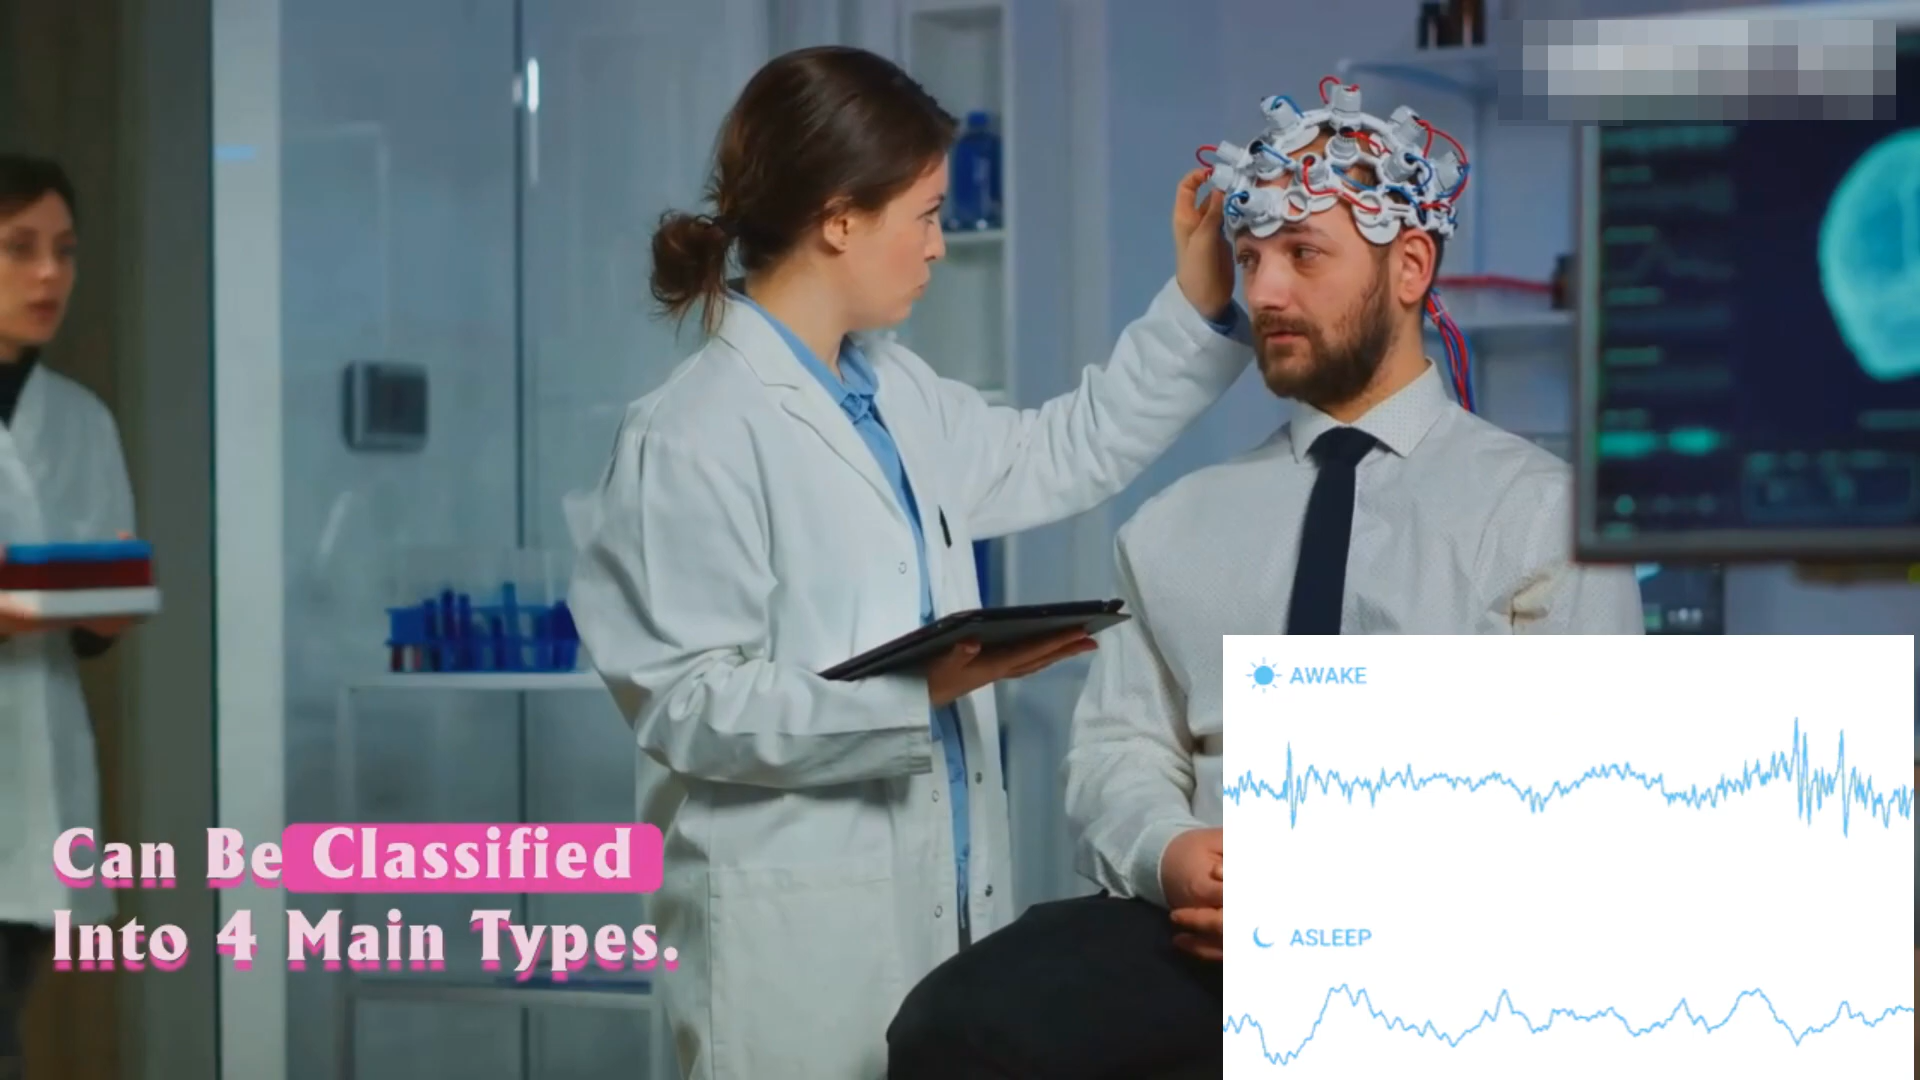 Can Be Classified
Into 4 Main Types.
AWAKE
ASLEEP